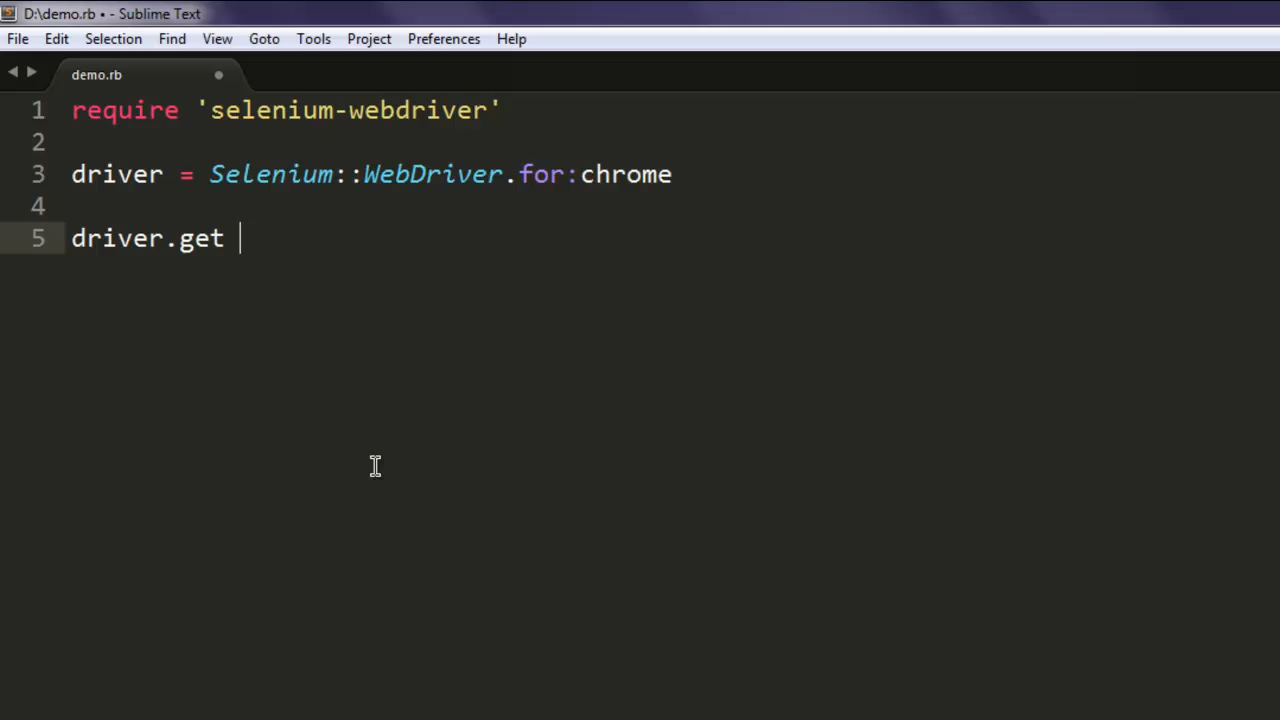 D:\demo.rb • - Sublime Text
File Edit Selection Find View Goto Tools Project Preferences Help
demo.rb
1 require 'selenium-webdriver'
2
3 driver = Selenium::WebDriver.for:chrome
4
5 driver.get